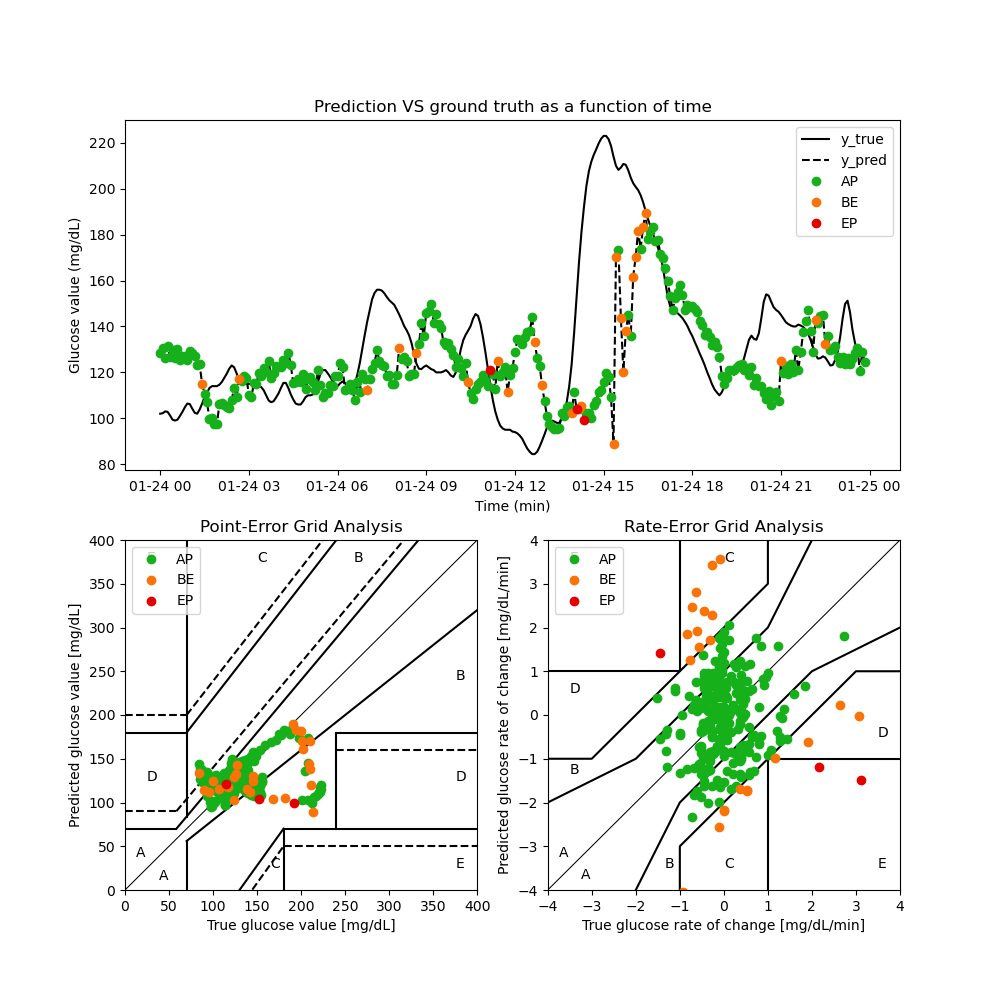 Prediction VS ground truth as a function of time
Glucose value (mg/dL)
220
200
180
160
140
120
100
80
y_true
y_pred
AP
BE
EP
01-24 00 01-24 03 01-24 06 01-24 09 01-24 12 01-24 15 01-24 18 01-24 21 01-25 00
Time (min)
Point-Error Grid Analysis
Predicted glucose value [mg/dL]
400
350
300
250
200
150
100
50
0
AP
BE
EP
C
B
B
D
D
A
A
C
E
0 50 100 150 200 250 300 350 400
True glucose value [mg/dL]
Rate-Error Grid Analysis
Predicted glucose rate of change [mg/dL/min]
4
3
2
1
0
−1
−2
−3
−4
AP
BE
EP
C
D
D
B
A
A
B
C
E
−4 −3 −2 −1 0 1 2 3 4
True glucose rate of change [mg/dL/min]